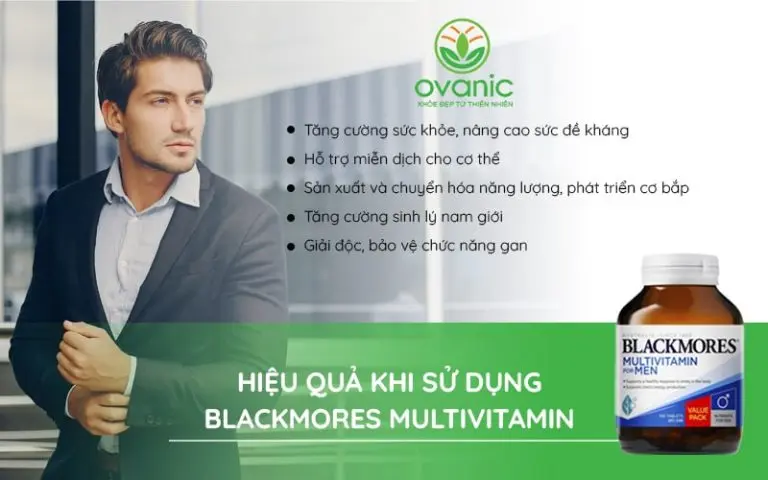 ovanic
KHỎE ĐẸP TỪ THIÊN NHIÊN
Tăng cường sức khỏe, nâng cao sức đề kháng
Hỗ trợ miễn dịch cho cơ thể
Sản xuất và chuyển hóa năng lượng, phát triển cơ bắp
Tăng cường sinh lý nam giới
Giải độc, bảo vệ chức năng gan
HIỆU QUẢ KHI SỬ DỤNG
BLACKMORES MULTIVITAMIN
BLACKMORES
MULTIVITAMIN
FOR MEN
VALUE
PACK